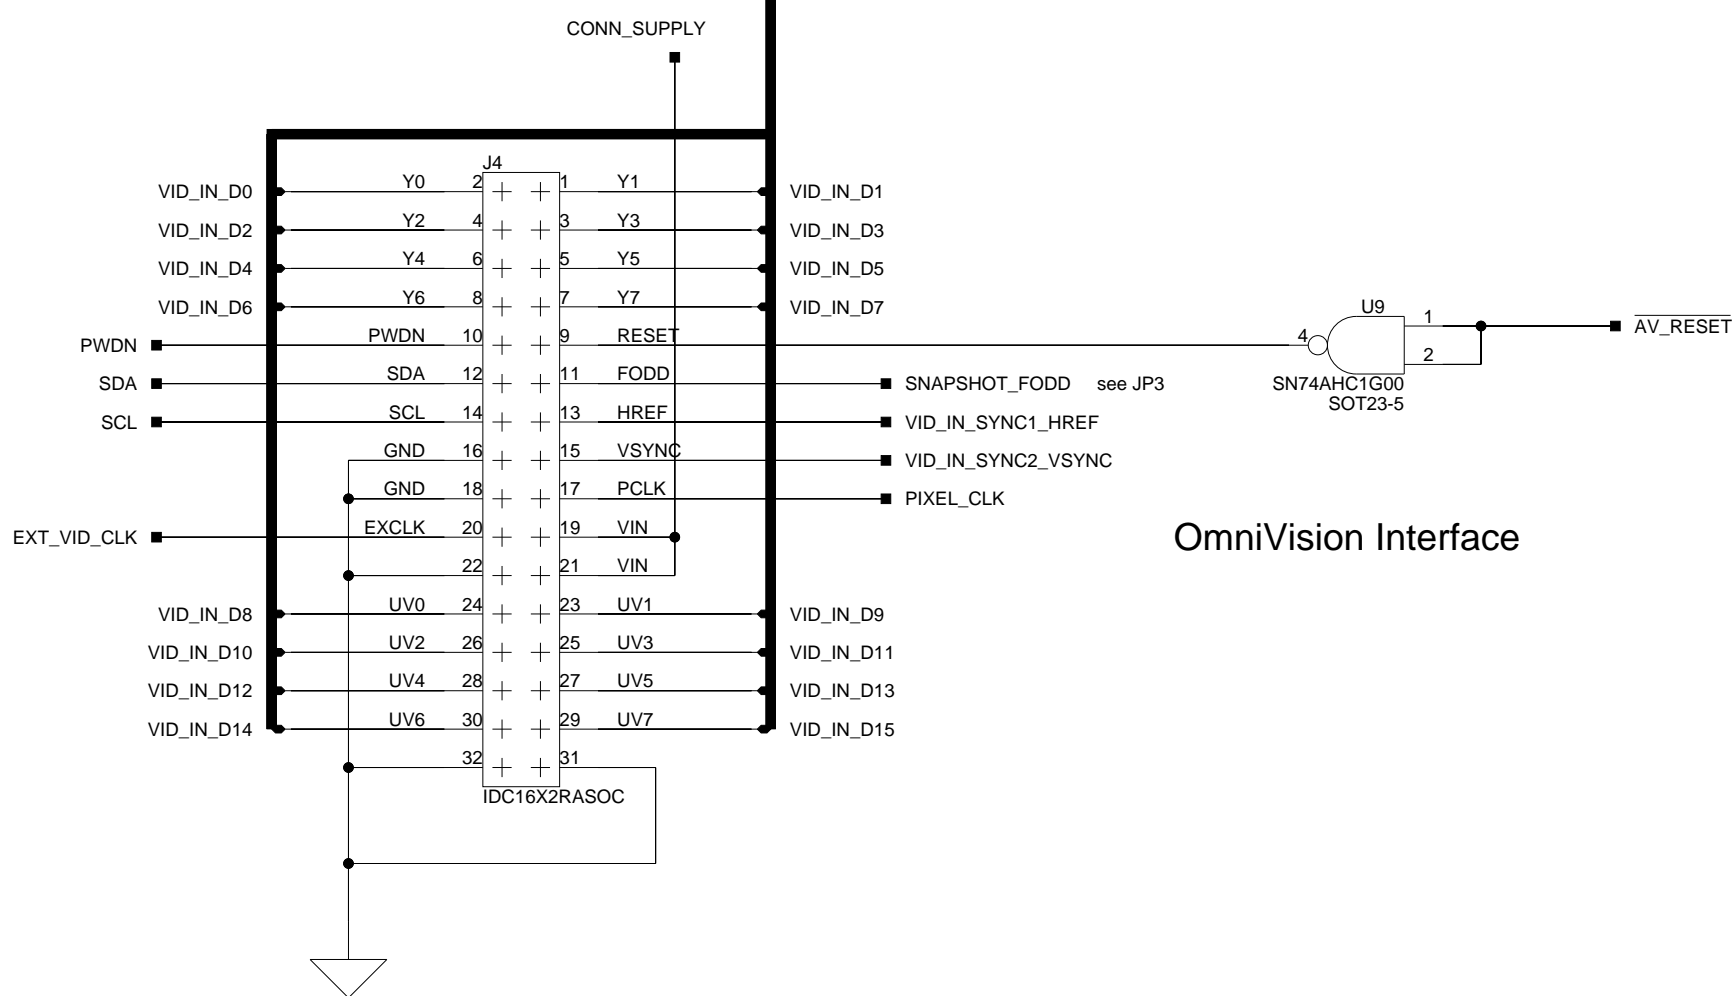 CONN_SUPPLY
J4
VID_IN_D0 Y0 2 1 Y1 VID_IN_D1
VID_IN_D2 Y2 4 3 Y3 VID_IN_D3
VID_IN_D4 Y4 6 5 Y5 VID_IN_D5
VID_IN_D6 Y6 8 7 Y7 VID_IN_D7
U9
1
AV_RESET
PWDN PWDN 10 9 RESET 4
2
SDA SDA 12 11 FODD SNAPSHOT_FODD see JP3
SN74AHC1G00
SOT23-5
SCL SCL 14 13 HREF VID_IN_SYNC1_HREF
GND 16 15 VSYNC VID_IN_SYNC2_VSYNC
GND 18 17 PCLK PIXEL_CLK
EXT_VID_CLK EXCLK 20 19 VIN
OmniVision Interface
22 21 VIN
VID_IN_D8 UV0 24 23 UV1 VID_IN_D9
VID_IN_D10 UV2 26 25 UV3 VID_IN_D11
VID_IN_D12 UV4 28 27 UV5 VID_IN_D13
VID_IN_D14 UV6 30 29 UV7 VID_IN_D15
32 31
IDC16X2RASOC